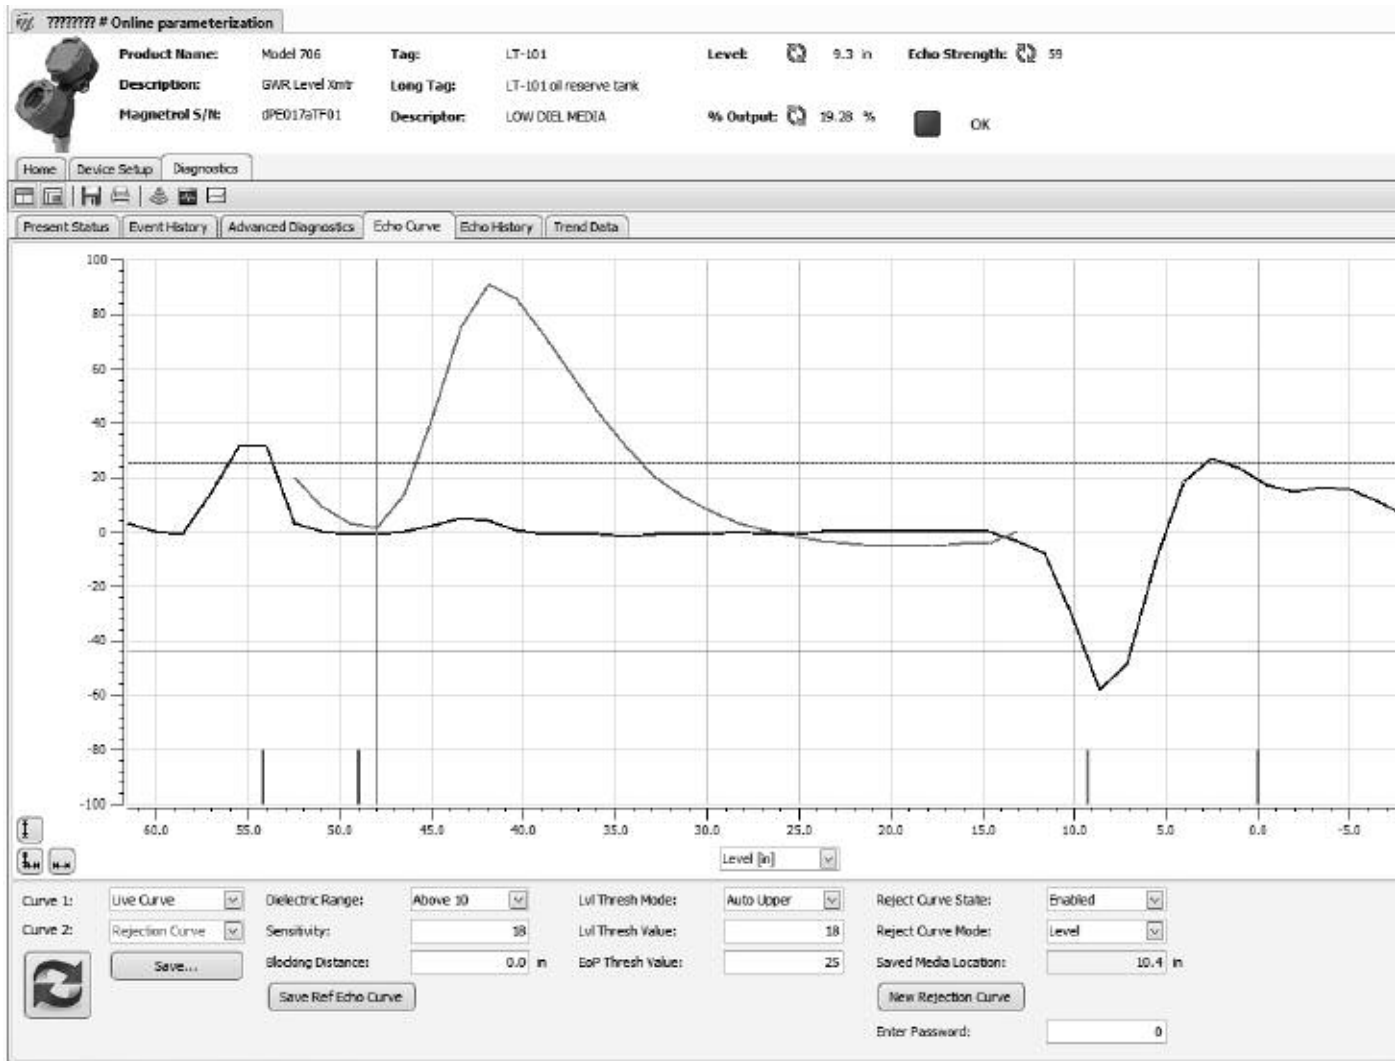 ???????? # Online parameterization
Product Name: Model 706 Tag: LT-101 Level: 9.3 in Echo Strength: 59
Description: GWR Level Xmtr Long Tag: LT-101 oil reserve tank
Magnetrol S/N: dPE017aTF01 Descriptor: LOW DIEL MEDIA % Output: 19.28 % OK
Home Device Setup Diagnostics
Present Status Event History Advanced Diagnostics Echo Curve Echo History Trend Data
100
80
60
40
20
0
-20
-40
-60
-80
-100
60.0 55.0 50.0 45.0 40.0 35.0 30.0 25.0 20.0 15.0 10.0 5.0 0.0 -5.0
Level [in]
Curve 1: Live Curve Dielectric Range: Above 10 Lvl Thresh Mode: Auto Upper Reject Curve State: Enabled
Curve 2: Rejection Curve Sensitivity: 18 Lvl Thresh Value: 18 Reject Curve Mode: Level
Save... Blocking Distance: 0.0 in EoP Thresh Value: 25 Saved Media Location: 10.4 in
Save Ref Echo Curve New Rejection Curve
Enter Password: 0